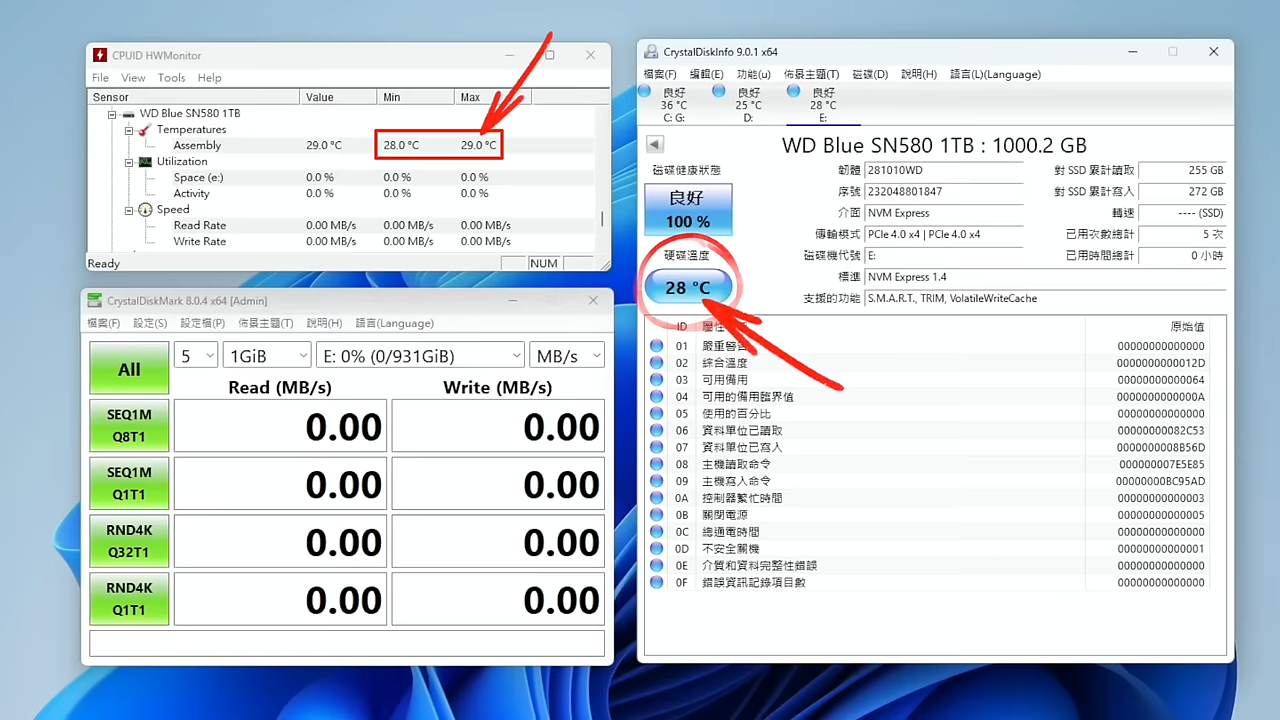 CPUID HWMonitor
File View Tools Help
Sensor Value Min Max
WD Blue SN580 1TB
Temperatures
Assembly 29.0 °C 28.0 °C 29.0 °C
Utilization
Space (e:) 0.0 % 0.0 % 0.0 %
Activity 0.0 % 0.0 % 0.0 %
Speed
Read Rate 0.00 MB/s 0.00 MB/s 0.00 MB/s
Write Rate 0.00 MB/s 0.00 MB/s 0.00 MB/s
Ready NUM
CrystalDiskMark 8.0.4 x64 [Admin]
檔案(F) 設定(S) 設定檔(P) 佈景主題(T) 說明(H) 語言(Language)
All 5 1GiB E: 0% (0/931GiB) MB/s
Read (MB/s) Write (MB/s)
SEQ1M
Q8T1 0.00 0.00
SEQ1M
Q1T1 0.00 0.00
RND4K
Q32T1 0.00 0.00
RND4K
Q1T1 0.00 0.00
CrystalDiskInfo 9.0.1 x64
檔案(F) 編輯(E) 功能(u) 佈景主題(T) 磁碟(D) 說明(H) 語言(L)(Language)
良好 良好 良好
36 °C 25 °C 28 °C
C: G: D: E:
WD Blue SN580 1TB : 1000.2 GB
磁碟健康狀態
良好
100 %
硬碟溫度
28 °C
韌體 281010WD 對 SSD 累計讀取 255 GB
序號 232048801847 對 SSD 累計寫入 272 GB
介面 NVM Express 轉速 ---- (SSD)
傳輸模式 PCIe 4.0 x4 | PCIe 4.0 x4 已用次數總計 5 次
磁碟機代號 E: 已用時間總計 0 小時
標準 NVM Express 1.4
支援的功能 S.M.A.R.T., TRIM, VolatileWriteCache
ID 屬性 原始值
01 嚴重警告 00000000000000
02 綜合溫度 0000000000012D
03 可用備用 00000000000064
04 可用的備用臨界值 0000000000000A
05 使用的百分比 00000000000000
06 資料單位已讀取 00000000082C53
07 資料單位已寫入 0000000008B56D
08 主機讀取命令 000000007E5E85
09 主機寫入命令 00000000BC95AD
0A 控制器繁忙時間 00000000000003
0B 關閉電源 00000000000005
0C 總通電時間 00000000000000
0D 不安全關機 00000000000001
0E 介質和資料完整性錯誤 00000000000000
0F 錯誤資訊記錄項目數 00000000000000